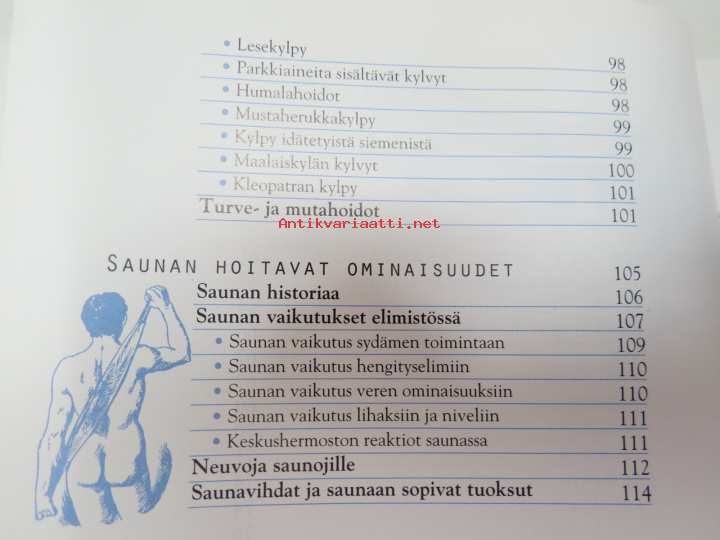 • Lesekylpy 98
• Parkkiaineita sisältävät kylvyt 98
• Humalahoidot 98
• Mustaherukkakylpy 99
• Kylpy idätetyistä siemenistä 99
• Maalaiskylän kylvyt 100
• Kleopatran kylpy 101
Turve- ja mutahoidot 101
Antikvariaatti.net
SAUNAN HOITAVAT OMINAISUUDET 105
Saunan historiaa 106
Saunan vaikutukset elimistössä 107
• Saunan vaikutus sydämen toimintaan 109
• Saunan vaikutus hengityselimiin 110
• Saunan vaikutus veren ominaisuuksiin 110
• Saunan vaikutus lihaksiin ja niveliin 111
• Keskushermoston reaktiot saunassa 111
Neuvoja saunojille 112
Saunavihdat ja saunaan sopivat tuoksut 114